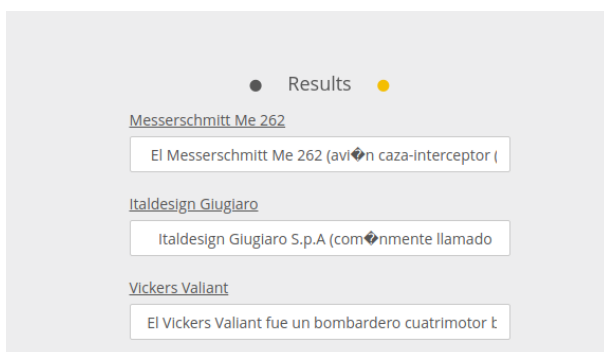 Results
Messerschmitt Me 262
El Messerschmitt Me 262 (avi�n caza-interceptor (
Italdesign Giugiaro
Italdesign Giugiaro S.p.A (com�nmente llamado
Vickers Valiant
El Vickers Valiant fue un bombardero cuatrimotor b